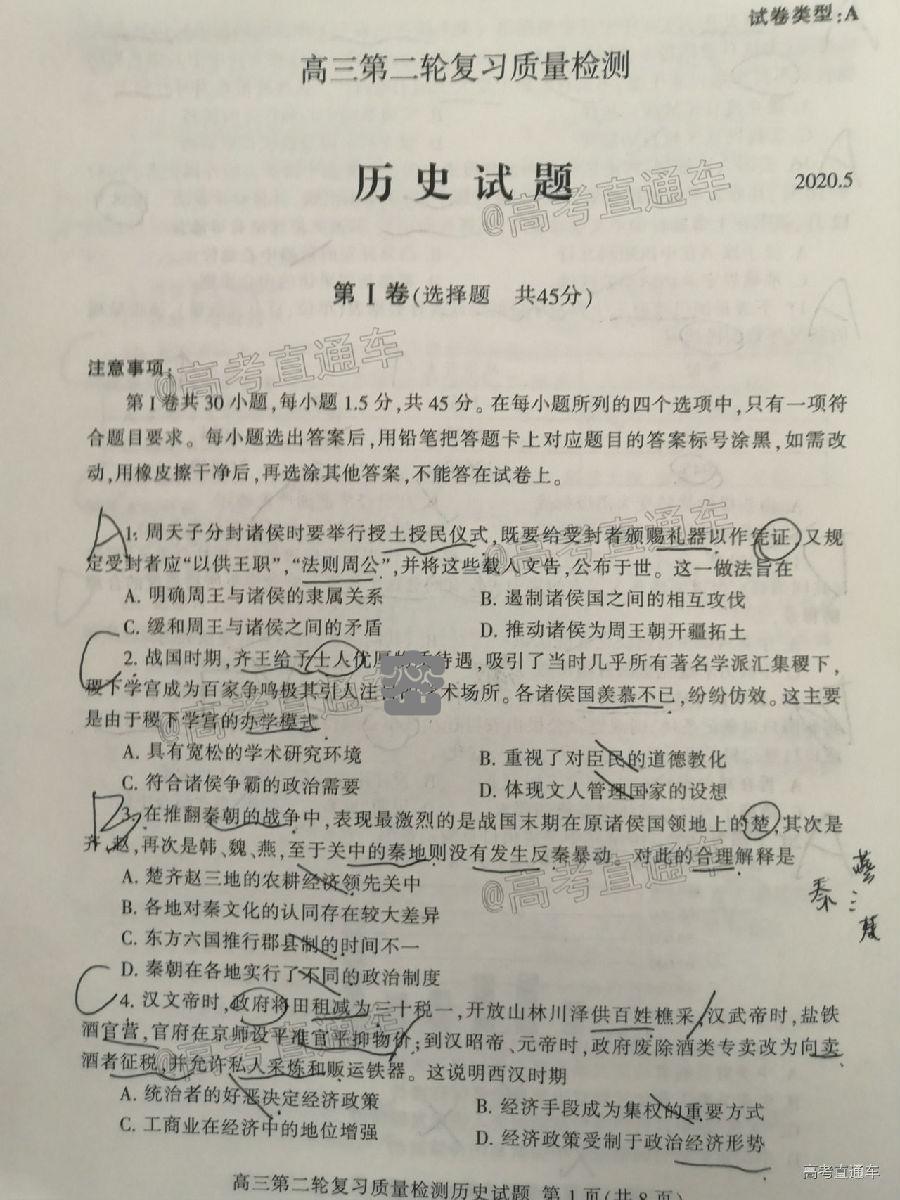 试卷类型:A
高三第二轮复习质量检测
历史试题
2020.5
@高考直通车
第Ⅰ卷(选择题 共45分)
注意事项:
@高考直通车
第Ⅰ卷共30小题,每小题1.5分,共45分。在每小题所列的四个选项中,只有一项符
合题目要求。每小题选出答案后,用铅笔把答题卡上对应题目的答案标号涂黑,如需改
动,用橡皮擦干净后,再选涂其他答案,不能答在试卷上。
@高考直通车
A
1. 周天子分封诸侯时要举行授土授民仪式,既要给受封者颁赐礼器以作凭证,又规
定受封者应“以供王职”,“法则周公”,并将这些载入文告,公布于世。这一做法旨在
A. 明确周王与诸侯的隶属关系 B. 遏制诸侯国之间的相互攻伐
C. 缓和周王与诸侯之间的矛盾 D. 推动诸侯为周王朝开疆拓土
C
2. 战国时期,齐王给予士人优厚的 待遇,吸引了当时几乎所有著名学派汇集稷下,
稷下学宫成为百家争鸣极其引人注 术场所。各诸侯国羡慕不已,纷纷仿效。这主要
是由于稷下学宫的办学模式
@高考直通车
A. 具有宽松的学术研究环境 B. 重视了对臣民的道德教化
C. 符合诸侯争霸的政治需要 D. 体现文人管理国家的设想
B
3. 在推翻秦朝的战争中,表现最激烈的是战国末期在原诸侯国领地上的楚,其次是
齐、赵,再次是韩、魏、燕,至于关中的秦地则没有发生反秦暴动。对此的合理解释是
@高考直通车
A. 楚齐赵三地的农耕经济领先关中
B. 各地对秦文化的认同存在较大差异
C. 东方六国推行郡县制的时间不一
D. 秦朝在各地实行了不同的政治制度
秦
C
4. 汉文帝时,政府将田租减为三十税一,开放山林川泽供百姓樵采,汉武帝时,盐铁
酒官营,官府在京师设平准官平抑物价;到汉昭帝、元帝时,政府废除酒类专卖改为向卖
酒者征税,并允许私人采炼和贩运铁器。这说明西汉时期
@高考直通车
A. 统治者的好恶决定经济政策 B. 经济手段成为集权的重要方式
C. 工商业在经济中的地位增强 D. 经济政策受制于政治经济形势
高三第二轮复习质量检测历史试题 第1页(共8页)
高考直通车